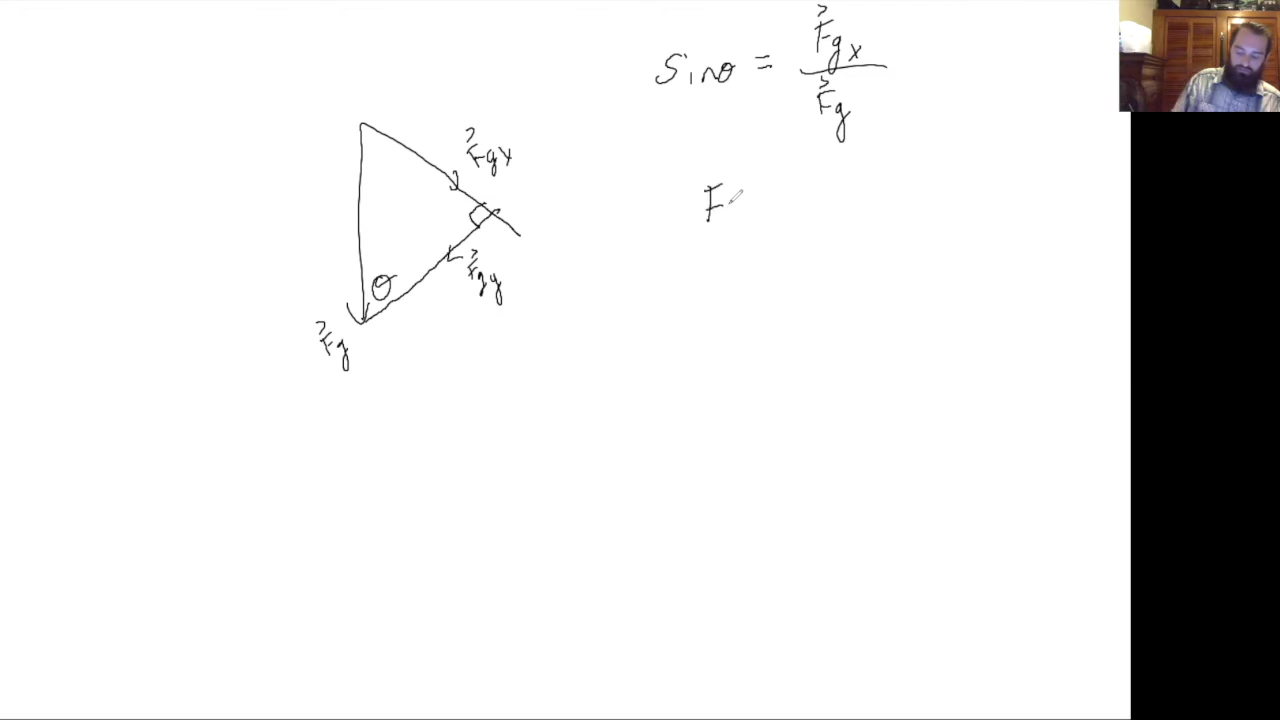 sinθ = F⃗gx / F⃗g
F⃗gx
F
θ
F⃗gy
F⃗g